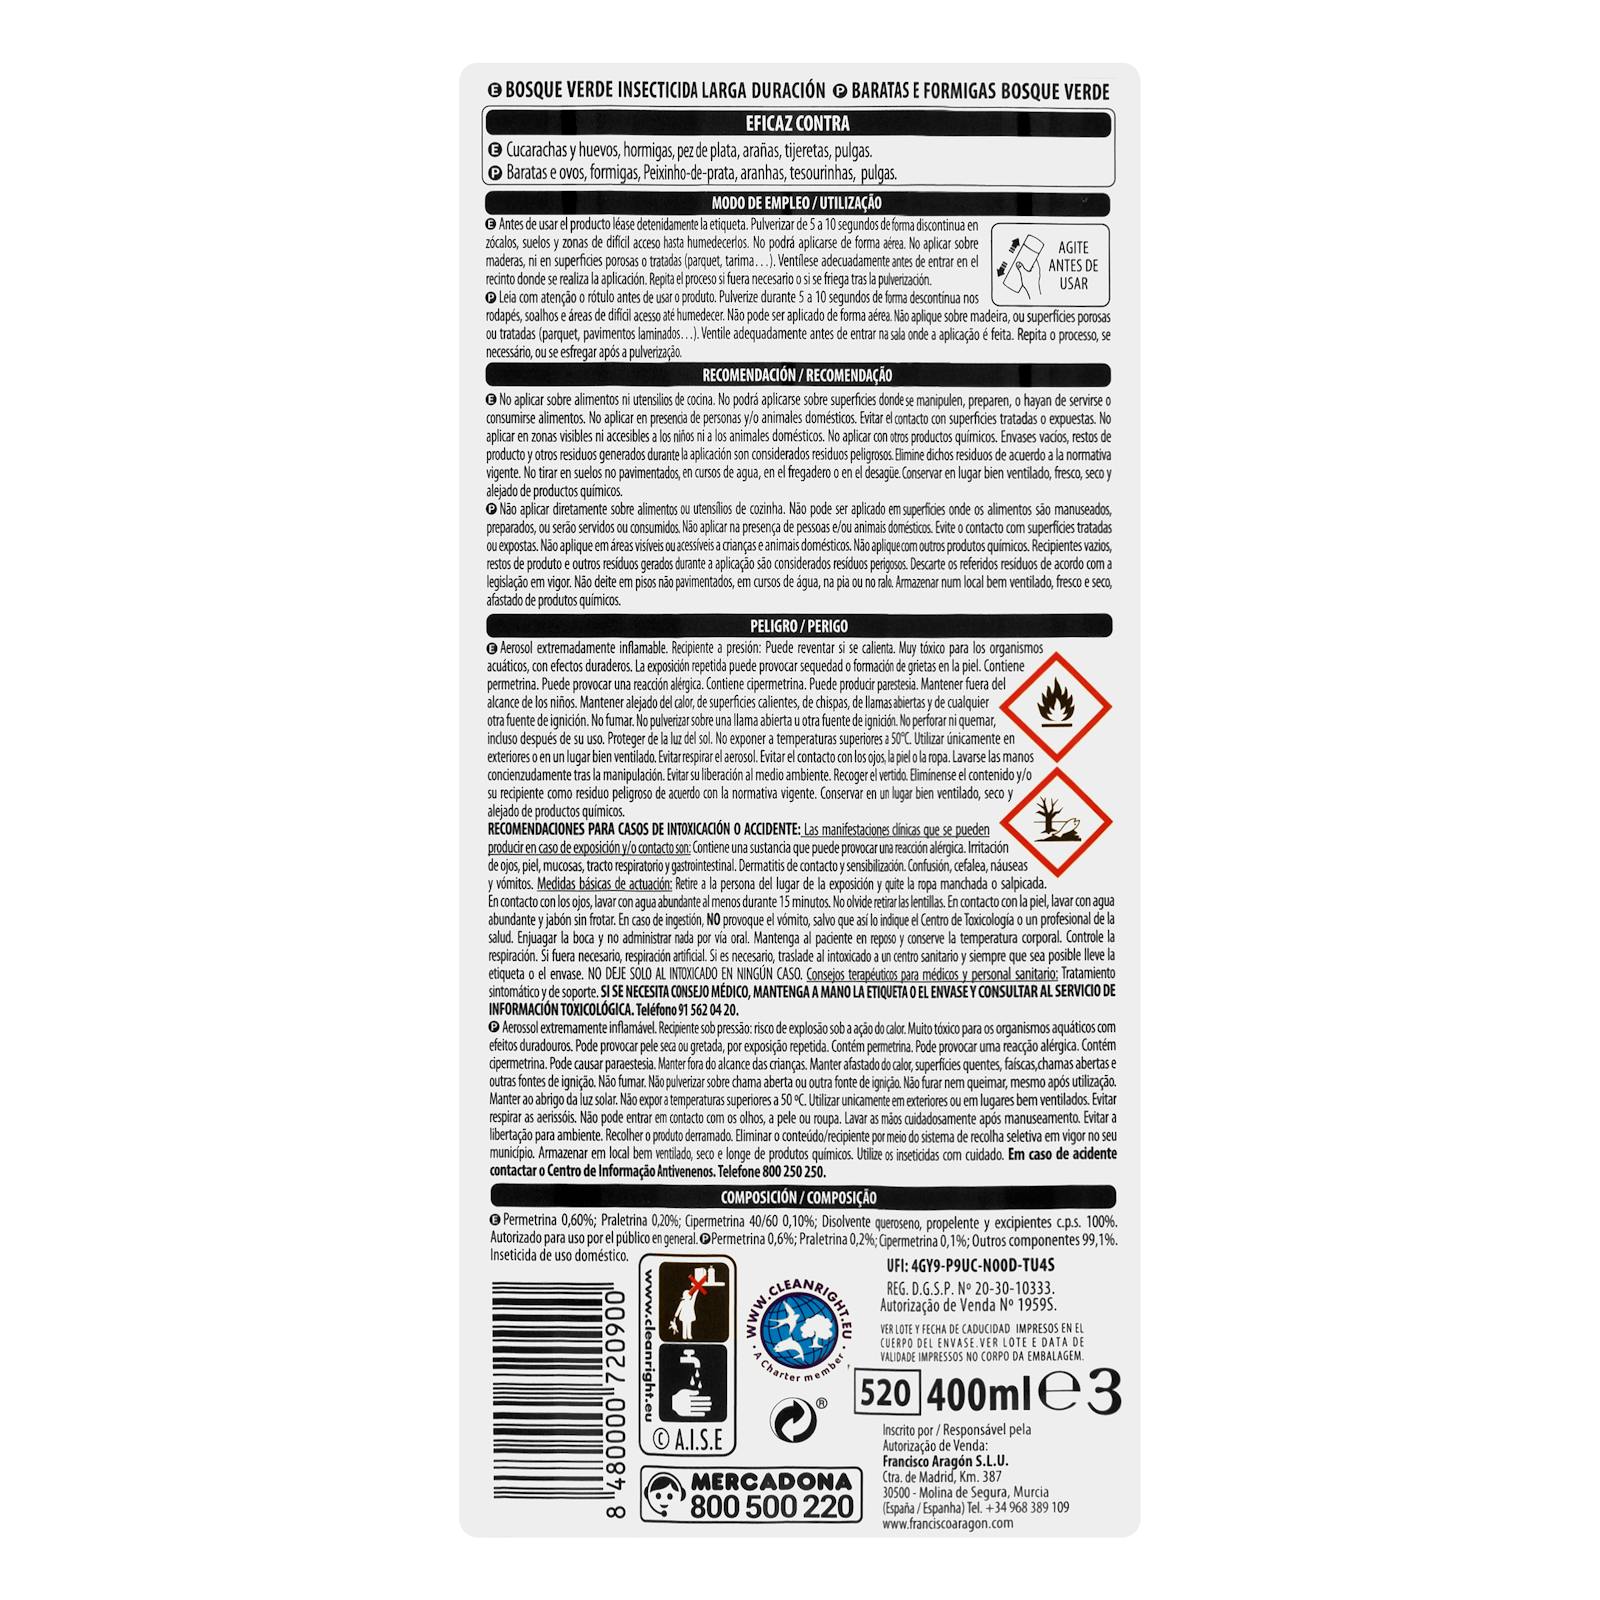 E BOSQUE VERDE INSECTICIDA LARGA DURACIÓN P BARATAS E FORMIGAS BOSQUE VERDE
EFICAZ CONTRA
E Cucarachas y huevos, hormigas, pez de plata, arañas, tijeretas, pulgas.
P Baratas e ovos, formigas, Peixinho-de-prata, aranhas, tesourinhas, pulgas.
MODO DE EMPLEO / UTILIZAÇÃO
E Antes de usar el producto léase detenidamente la etiqueta. Pulverizar de 5 a 10 segundos de forma discontinua en
zócalos, suelos y zonas de difícil acceso hasta humedecerlos. No podrá aplicarse de forma aérea. No aplicar sobre
maderas, ni en superficies porosas o tratadas (parquet, tarima…). Ventílese adecuadamente antes de entrar en el
recinto donde se realiza la aplicación. Repita el proceso si fuera necesario o si se friega tras la pulverización.
AGITE
ANTES DE
USAR
P Leia com atenção o rótulo antes de usar o produto. Pulverize durante 5 a 10 segundos de forma descontínua nos
rodapés, soalhos e áreas de difícil acesso até humedecer. Não pode ser aplicado de forma aérea. Não aplique sobre madeira, ou superfícies porosas
ou tratadas (parquet, pavimentos laminados…). Ventile adequadamente antes de entrar na sala onde a aplicação é feita. Repita o processo, se
necessário, ou se esfregar após a pulverização.
RECOMENDACIÓN / RECOMENDAÇÃO
E No aplicar sobre alimentos ni utensilios de cocina. No podrá aplicarse sobre superficies donde se manipulen, preparen, o hayan de servirse o
consumirse alimentos. No aplicar en presencia de personas y/o animales domésticos. Evitar el contacto con superficies tratadas o expuestas. No
aplicar en zonas visibles ni accesibles a los niños ni a los animales domésticos. No aplicar con otros productos químicos. Envases vacíos, restos de
producto y otros residuos generados durante la aplicación son considerados residuos peligrosos. Elimine dichos residuos de acuerdo a la normativa
vigente. No tirar en suelos no pavimentados, en cursos de agua, en el fregadero o en el desagüe. Conservar en lugar bien ventilado, fresco, seco y
alejado de productos químicos.
P Não aplicar diretamente sobre alimentos ou utensílios de cozinha. Não pode ser aplicado em superfícies onde os alimentos são manuseados,
preparados, ou serão servidos ou consumidos. Não aplicar na presença de pessoas e/ou animais domésticos. Evite o contacto com superfícies tratadas
ou expostas. Não aplique em áreas visíveis ou acessíveis a crianças e animais domésticos. Não aplique com outros produtos químicos. Recipientes vazios,
restos de produto e outros resíduos gerados durante a aplicação são considerados resíduos perigosos. Descarte os referidos resíduos de acordo com a
legislação em vigor. Não deite em pisos não pavimentados, em cursos de água, na pia ou no ralo. Armazenar num local bem ventilado, fresco e seco,
afastado de produtos químicos.
PELIGRO / PERIGO
E Aerosol extremadamente inflamable. Recipiente a presión: Puede reventar si se calienta. Muy tóxico para los organismos
acuáticos, con efectos duraderos. La exposición repetida puede provocar sequedad o formación de grietas en la piel. Contiene
permetrina. Puede provocar una reacción alérgica. Contiene cipermetrina. Puede producir parestesia. Mantener fuera del
alcance de los niños. Mantener alejado del calor, de superficies calientes, de chispas, de llamas abiertas y de cualquier
otra fuente de ignición. No fumar. No pulverizar sobre una llama abierta u otra fuente de ignición. No perforar ni quemar,
incluso después de su uso. Proteger de la luz del sol. No exponer a temperaturas superiores a 50°C. Utilizar únicamente en
exteriores o en un lugar bien ventilado. Evitar respirar el aerosol. Evitar el contacto con los ojos, la piel o la ropa. Lavarse las manos
concienzudamente tras la manipulación. Evitar su liberación al medio ambiente. Recoger el vertido. Elimínense el contenido y/o
su recipiente como residuo peligroso de acuerdo con la normativa vigente. Conservar en un lugar bien ventilado, seco y
alejado de productos químicos.
RECOMENDACIONES PARA CASOS DE INTOXICACIÓN O ACCIDENTE: Las manifestaciones clínicas que se pueden
producir en caso de exposición y/o contacto son: Contiene una sustancia que puede provocar una reacción alérgica. Irritación
de ojos, piel, mucosas, tracto respiratorio y gastrointestinal. Dermatitis de contacto y sensibilización. Confusión, cefalea, náuseas
y vómitos. Medidas básicas de actuación: Retire a la persona del lugar de la exposición y quite la ropa manchada o salpicada.
En contacto con los ojos, lavar con agua abundante al menos durante 15 minutos. No olvide retirar las lentillas. En contacto con la piel, lavar con agua
abundante y jabón sin frotar. En caso de ingestión, NO provoque el vómito, salvo que así lo indique el Centro de Toxicología o un profesional de la
salud. Enjuagar la boca y no administrar nada por vía oral. Mantenga al paciente en reposo y conserve la temperatura corporal. Controle la
respiración. Si fuera necesario, respiración artificial. Si es necesario, traslade al intoxicado a un centro sanitario y siempre que sea posible lleve la
etiqueta o el envase. NO DEJE SOLO AL INTOXICADO EN NINGÚN CASO. Consejos terapéuticos para médicos y personal sanitario: Tratamiento
sintomático y de soporte. SI SE NECESITA CONSEJO MÉDICO, MANTENGA A MANO LA ETIQUETA O EL ENVASE Y CONSULTAR AL SERVICIO DE
INFORMACIÓN TOXICOLÓGICA. Teléfono 91 562 04 20.
P Aerossol extremamente inflamável. Recipiente sob pressão: risco de explosão sob a ação do calor. Muito tóxico para os organismos aquáticos com
efeitos duradouros. Pode provocar pele seca ou gretada, por exposição repetida. Contém permetrina. Pode provocar uma reacção alérgica. Contém
cipermetrina. Pode causar paraestesia. Manter fora do alcance das crianças. Manter afastado do calor, superfícies quentes, faíscas,chamas abertas e
outras fontes de ignição. Não fumar. Não pulverizar sobre chama aberta ou outra fonte de ignição. Não furar nem queimar, mesmo após utilização.
Manter ao abrigo da luz solar. Não expor a temperaturas superiores a 50 ºC. Utilizar unicamente em exteriores ou em lugares bem ventilados. Evitar
respirar as aerissóis. Não pode entrar em contacto com os olhos, a pele ou roupa. Lavar as mãos cuidadosamente após manuseamento. Evitar a
libertação para ambiente. Recolher o produto derramado. Eliminar o conteúdo/recipiente por meio do sistema de recolha seletiva em vigor no seu
município. Armazenar em local bem ventilado, seco e longe de produtos químicos. Utilize os inseticidas com cuidado. Em caso de acidente
contactar o Centro de Informação Antivenenos. Telefone 800 250 250.
COMPOSICIÓN / COMPOSIÇÃO
E Permetrina 0,60%; Praletrina 0,20%; Cipermetrina 40/60 0,10%; Disolvente queroseno, propelente y excipientes c.p.s. 100%.
Autorizado para uso por el público en general. P Permetrina 0,6%; Praletrina 0,2%; Cipermetrina 0,1%; Outros componentes 99,1%.
Inseticida de uso doméstico.
UFI: 4GY9-P9UC-N00D-TU4S
REG. D.G.S.P. Nº 20-30-10333.
Autorização de Venda Nº 1959S.
VER LOTE Y FECHA DE CADUCIDAD IMPRESOS EN EL
CUERPO DEL ENVASE.VER LOTE E DATA DE
VALIDADE IMPRESSOS NO CORPO DA EMBALAGEM.
520 400ml e 3
Inscrito por / Responsável pela
Autorização de Venda:
Francisco Aragón S.L.U.
Ctra. de Madrid, Km. 387
30500 - Molina de Segura, Murcia
(España / Espanha) Tel. +34 968 389 109
www.franciscoaragon.com
8 480000 720900
www.cleanright.eu
© A.I.S.E
WWW.CLEANRIGHT.EU
• A Charter member •
®
MERCADONA
800 500 220